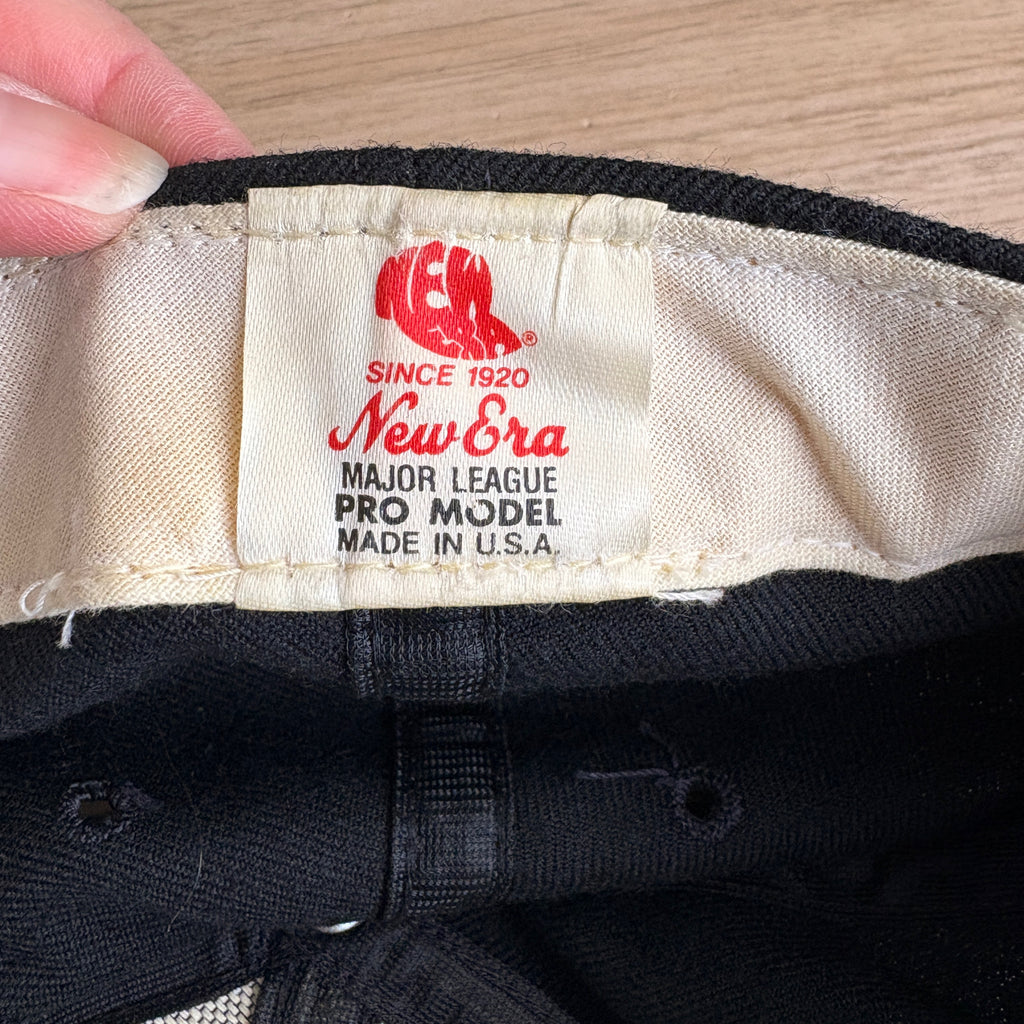 NEW
ERA
®
SINCE 1920
New Era
MAJOR LEAGUE
PRO MODEL
MADE IN U.S.A.